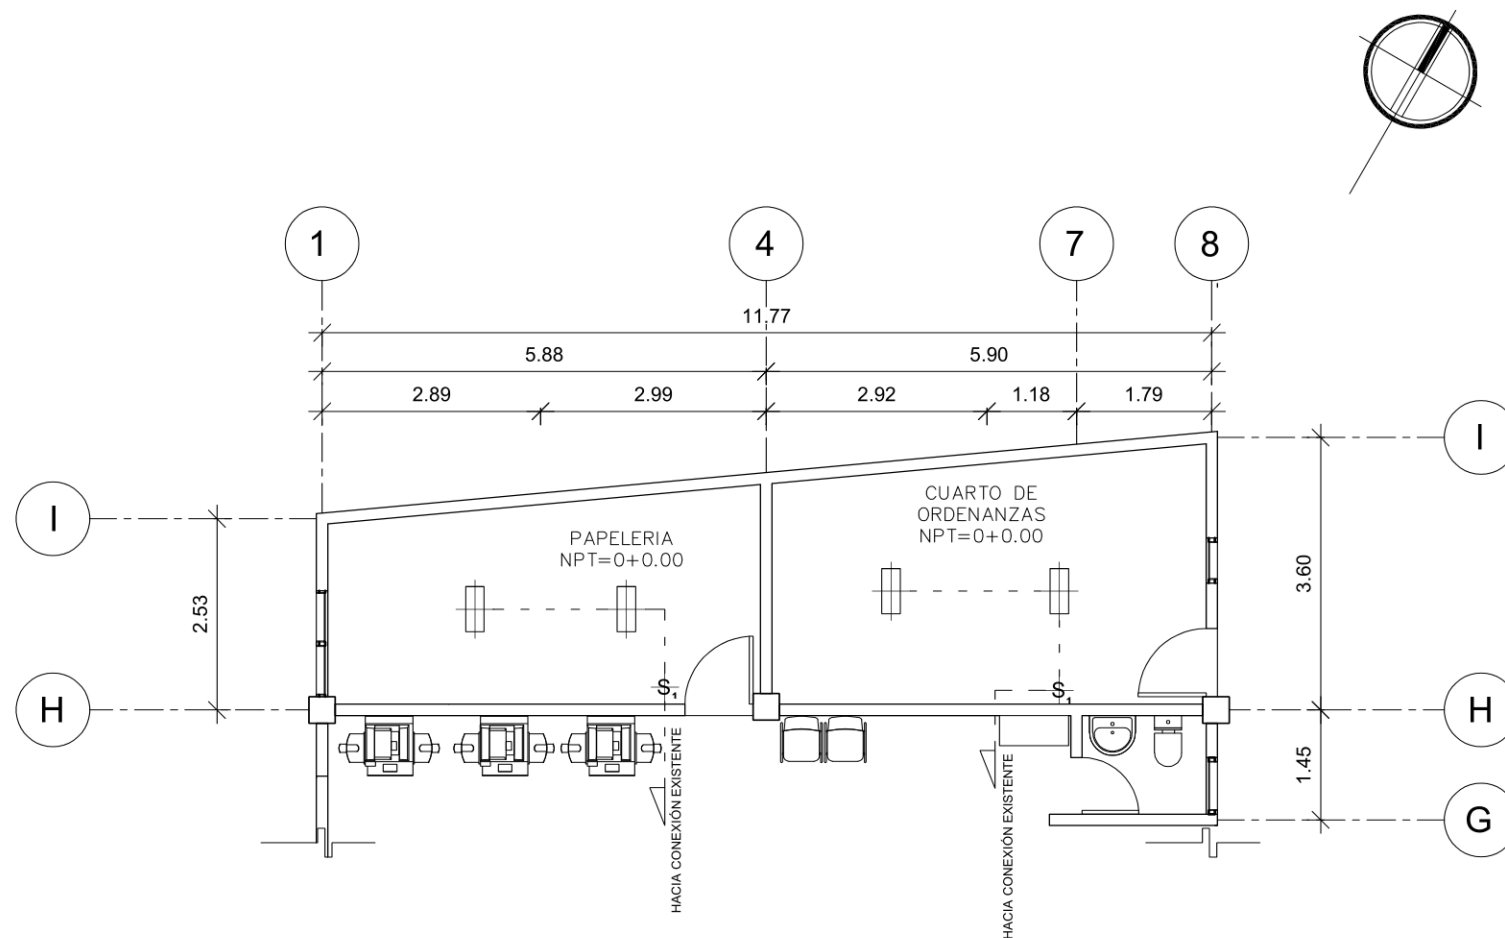 1
4
7
8
11.77
5.88
5.90
2.89
2.99
2.92
1.18
1.79
I
I
CUARTO DE
ORDENANZAS
NPT=0+0.00
PAPELERIA
NPT=0+0.00
2.53
3.60
S1
S1
H
H
HACIA CONEXIÓN EXISTENTE
HACIA CONEXIÓN EXISTENTE
1.45
G